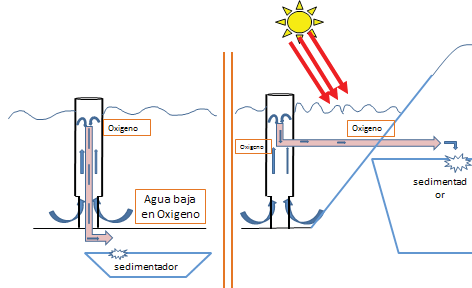 Oxigeno
Agua baja
en Oxigeno
sedimentador
Oxigeno
Oxigeno
sedimentad
or